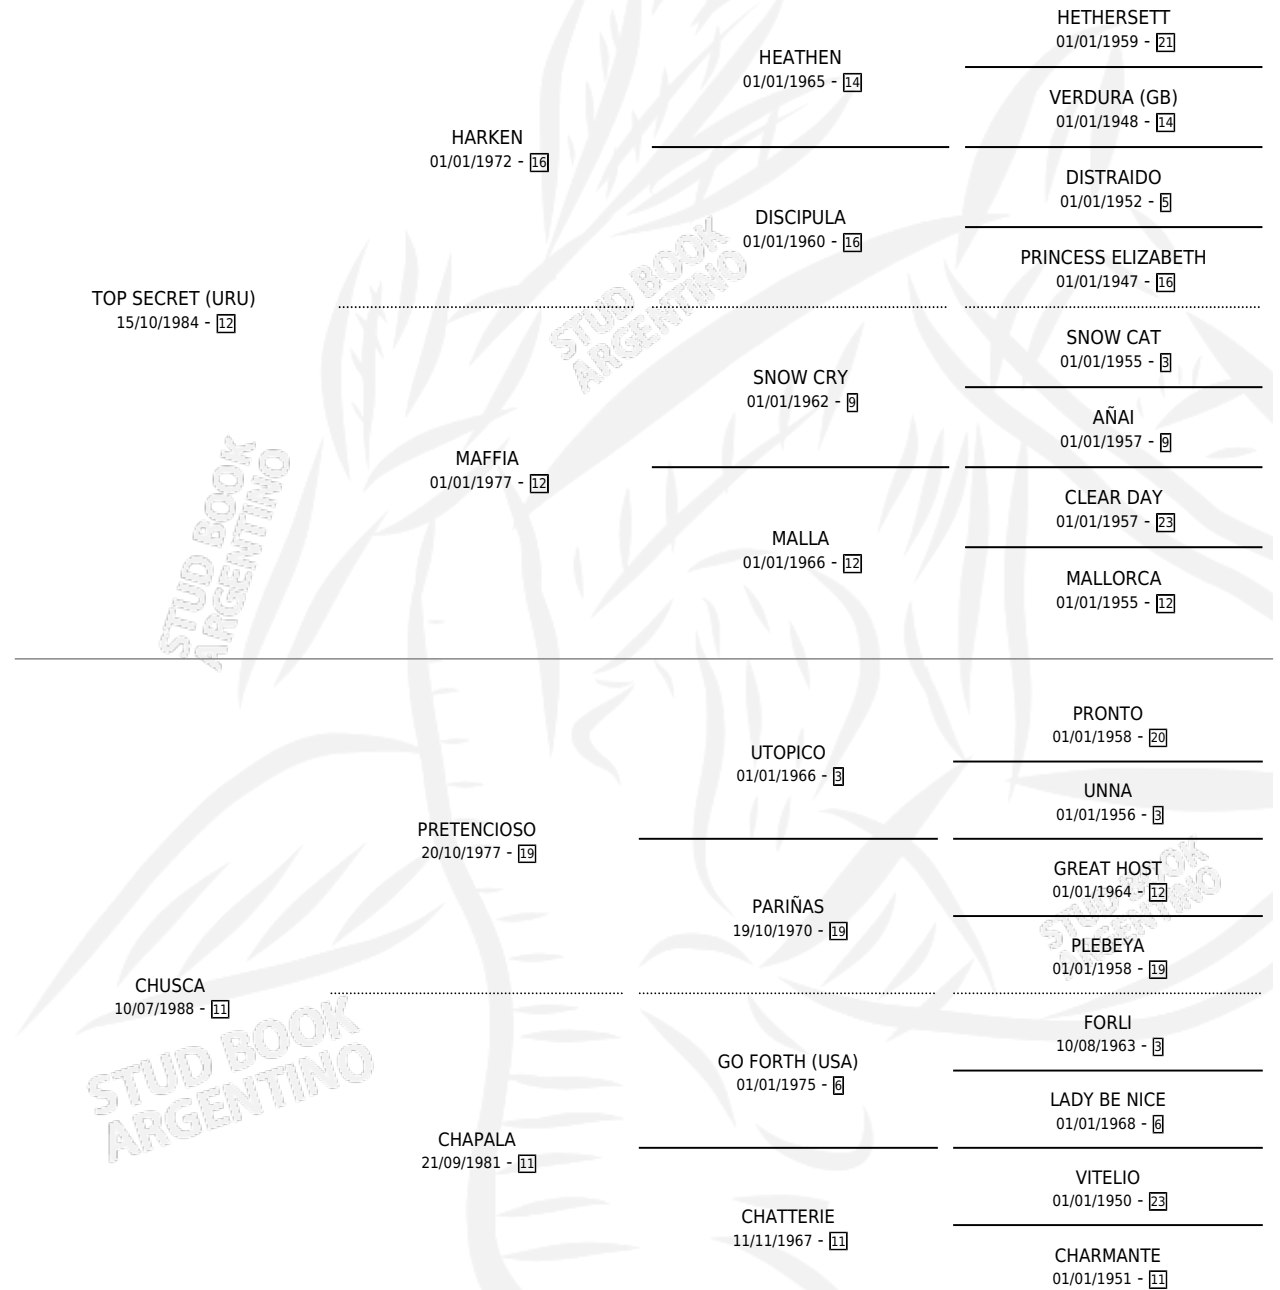 HETHERSETT
01/01/1959 - 21
HEATHEN
01/01/1965 - 14
VERDURA (GB)
01/01/1948 - 14
HARKEN
01/01/1972 - 16
DISTRAIDO
01/01/1952 - 5
DISCIPULA
01/01/1960 - 16
PRINCESS ELIZABETH
01/01/1947 - 16
TOP SECRET (URU)
15/10/1984 - 12
STUD BOOK
ARGENTINO
SNOW CAT
01/01/1955 - 3
SNOW CRY
01/01/1962 - 9
AÑAI
01/01/1957 - 9
MAFFIA
01/01/1977 - 12
CLEAR DAY
01/01/1957 - 23
MALLA
01/01/1966 - 12
MALLORCA
01/01/1955 - 12
STUD BOOK
ARGENTINO
PRONTO
01/01/1958 - 20
UTOPICO
01/01/1966 - 3
UNNA
01/01/1956 - 3
PRETENCIOSO
20/10/1977 - 19
GREAT HOST
01/01/1964 - 12
PARIÑAS
19/10/1970 - 19
PLEBEYA
01/01/1958 - 19
STUD BOOK
ARGENTINO
CHUSCA
10/07/1988 - 11
FORLI
10/08/1963 - 3
GO FORTH (USA)
01/01/1975 - 6
LADY BE NICE
01/01/1968 - 6
STUD BOOK
ARGENTINO
CHAPALA
21/09/1981 - 11
VITELIO
01/01/1950 - 23
CHATTERIE
11/11/1967 - 11
CHARMANTE
01/01/1951 - 11